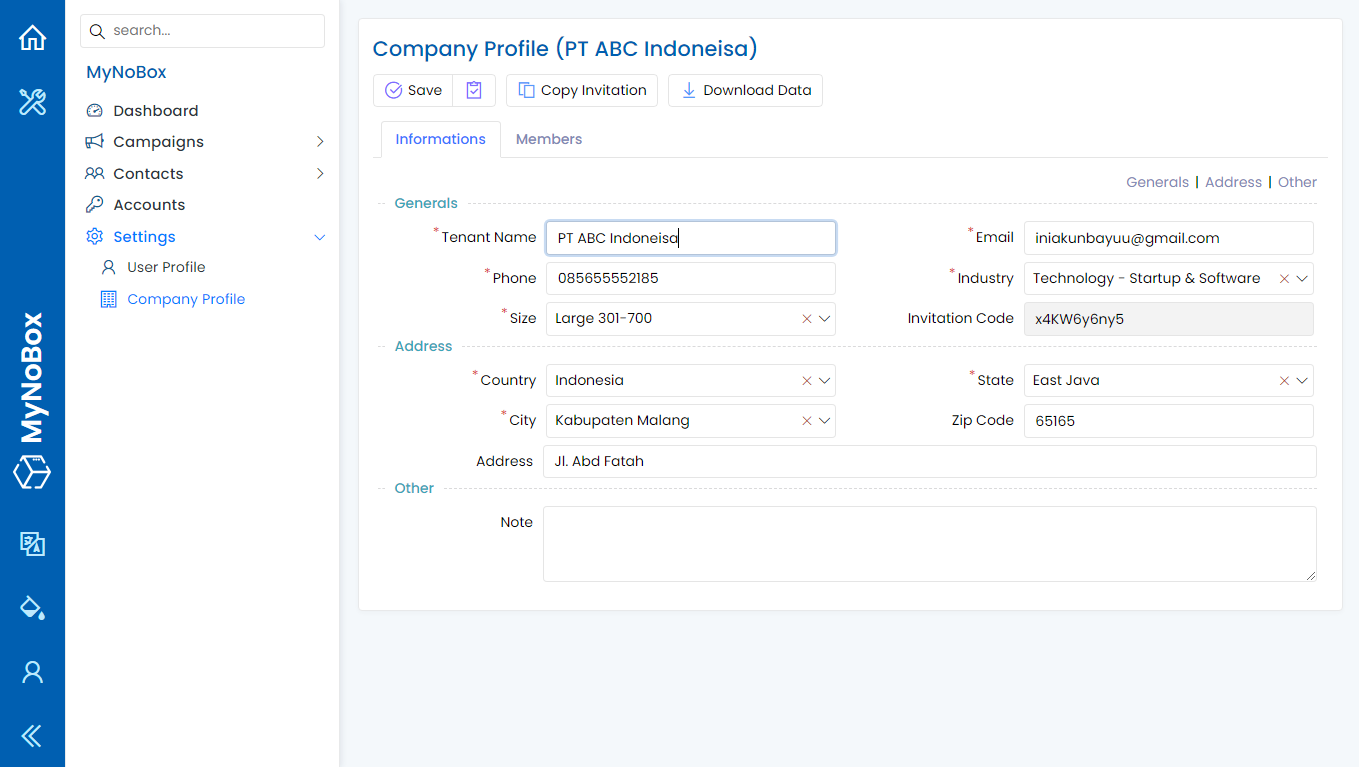 search...
MyNoBox
Dashboard
Campaigns
Contacts
Accounts
Settings
User Profile
Company Profile
MyNoBox
Company Profile (PT ABC Indoneisa)
Save
Copy Invitation
Download Data
Informations Members
Generals | Address | Other
Generals
*Tenant Name PT ABC Indoneisa *Email iniakunbayuu@gmail.com
*Phone 085655552185 *Industry Technology - Startup & Software
*Size Large 301-700 Invitation Code x4KW6y6ny5
Address
*Country Indonesia *State East Java
*City Kabupaten Malang Zip Code 65165
Address Jl. Abd Fatah
Other
Note